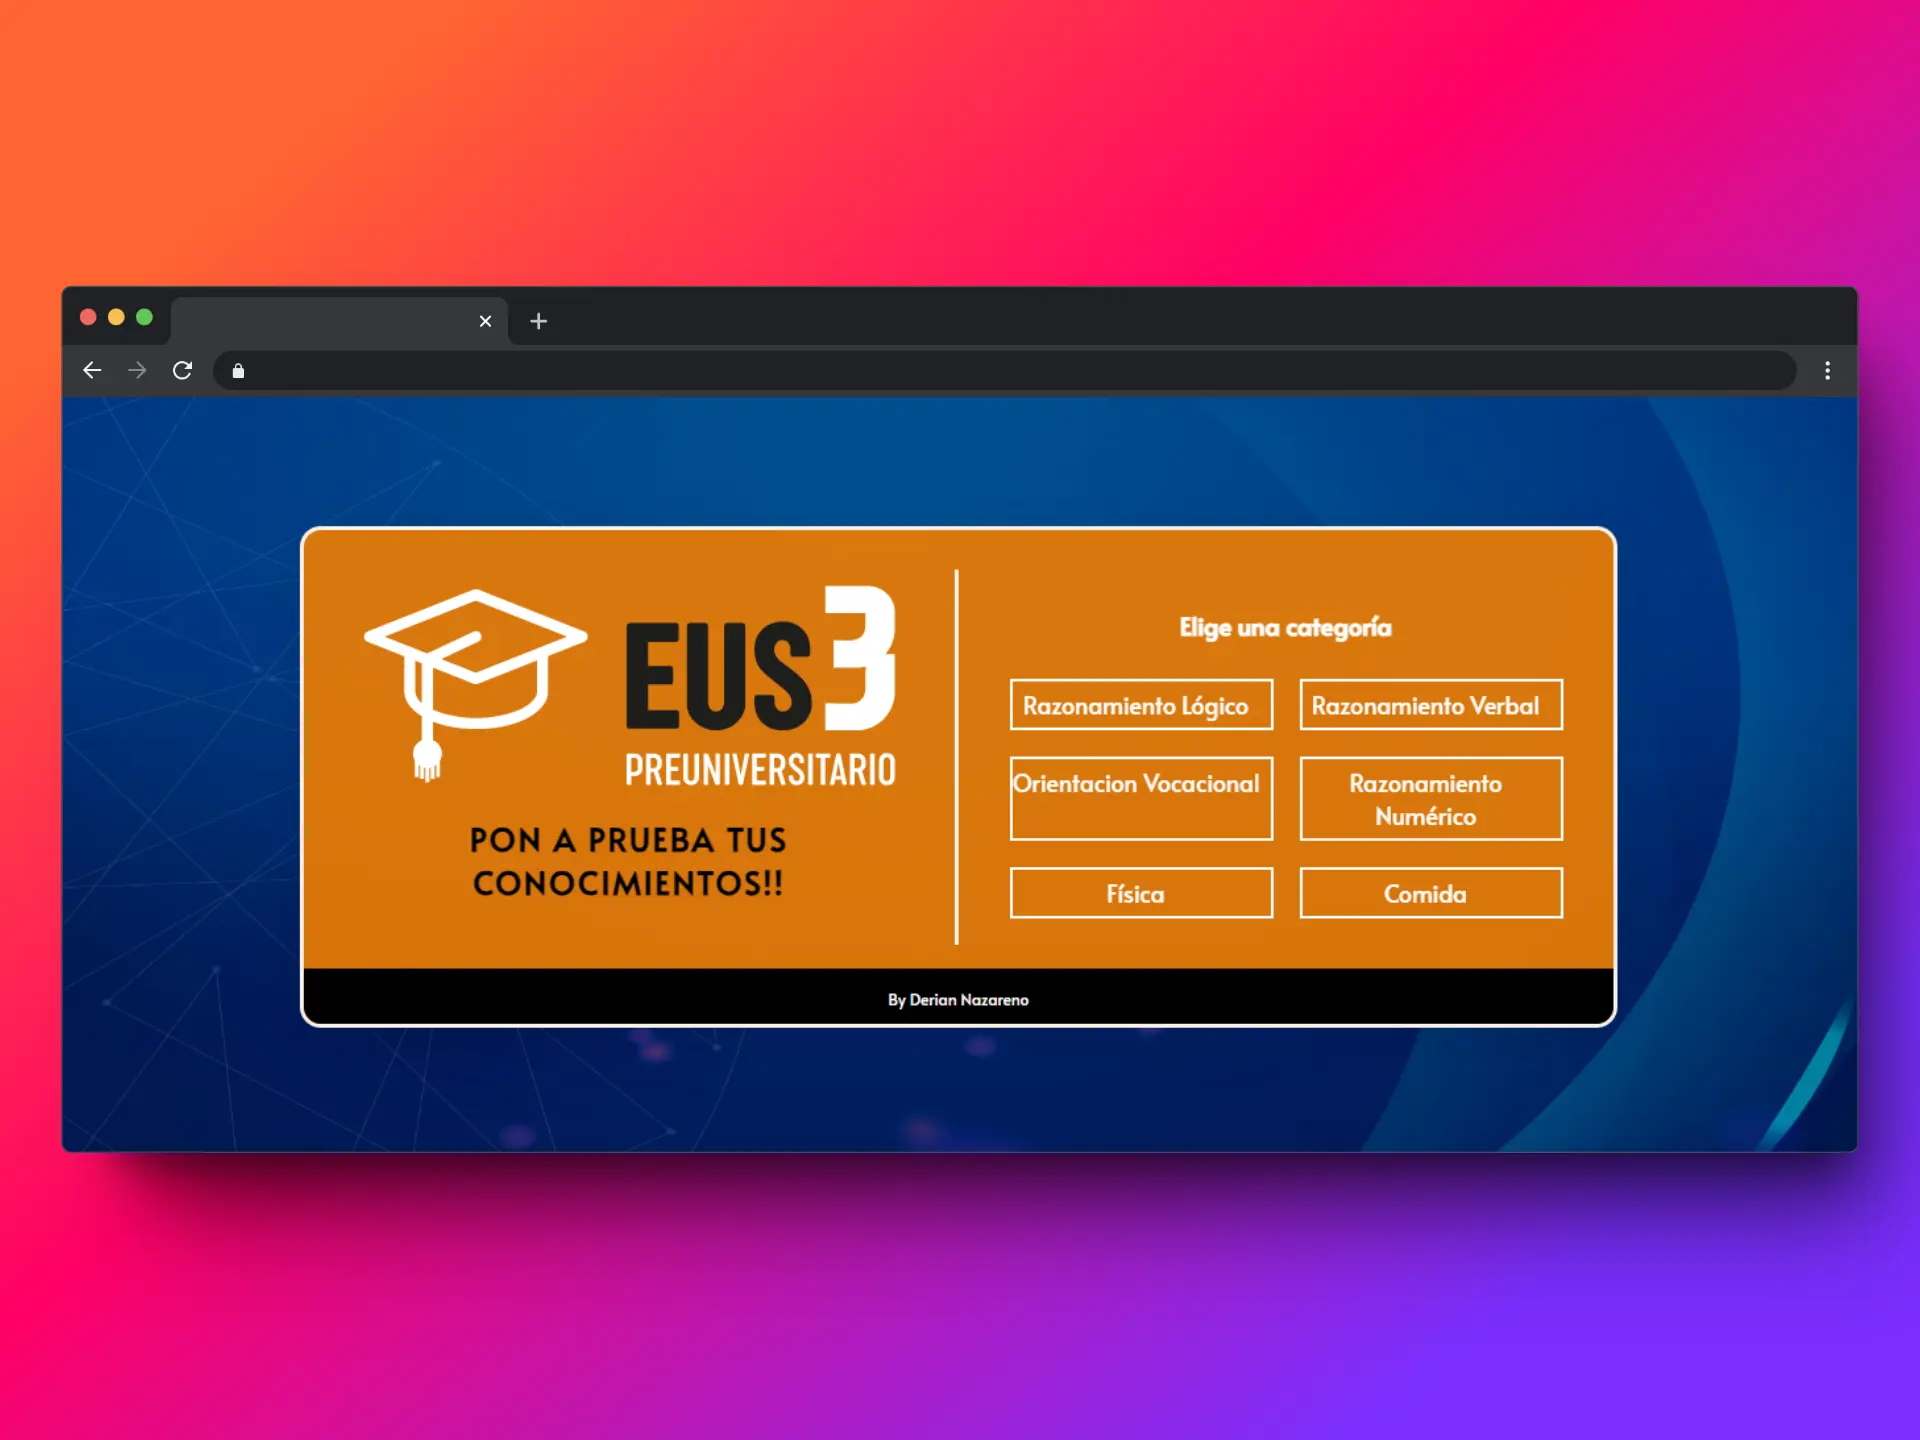 EUS3
PREUNIVERSITARIO
PON A PRUEBA TUS
CONOCIMIENTOS!!
Elige una categoría
Razonamiento Lógico
Razonamiento Verbal
Orientacion Vocacional
Razonamiento
Numérico
Física
Comida
By Derian Nazareno